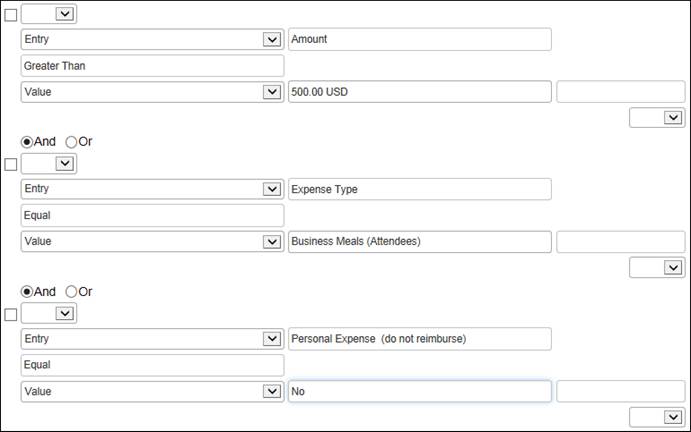 Entry Amount
Greater Than
Value 500.00 USD
And Or
Entry Expense Type
Equal
Value Business Meals (Attendees)
And Or
Entry Personal Expense (do not reimburse)
Equal
Value No